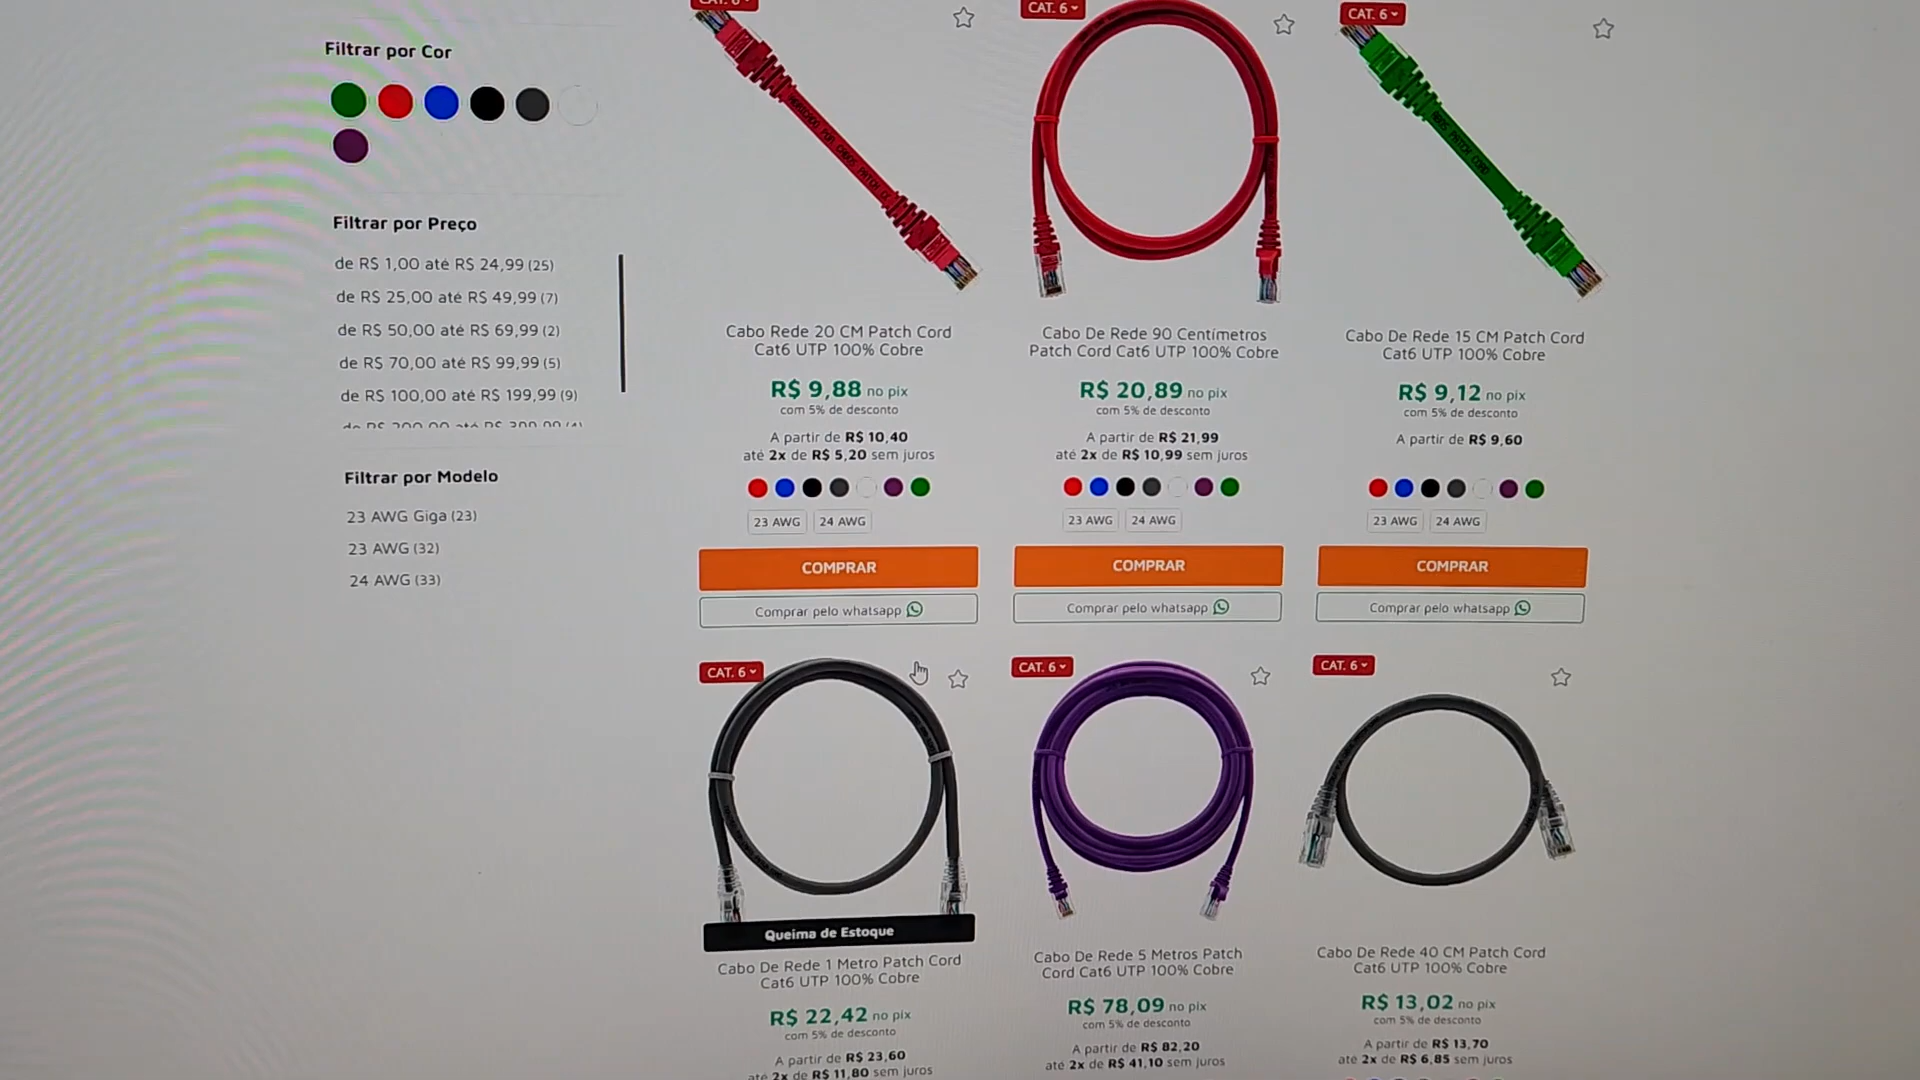 Filtrar por Cor
Filtrar por Preço
de R$ 1,00 até R$ 24,99 (25)
de R$ 25,00 até R$ 49,99 (7)
de R$ 50,00 até R$ 69,99 (2)
de R$ 70,00 até R$ 99,99 (5)
de R$ 100,00 até R$ 199,99 (9)
Filtrar por Modelo
23 AWG Giga (23)
23 AWG (32)
24 AWG (33)
CAT. 6
Cabo Rede 20 CM Patch Cord
Cat6 UTP 100% Cobre
R$ 9,88 no pix
com 5% de desconto
A partir de R$ 10,40
até 2x de R$ 5,20 sem juros
23 AWG 24 AWG
COMPRAR
Comprar pelo whatsapp
CAT. 6
Cabo De Rede 90 Centímetros
Patch Cord Cat6 UTP 100% Cobre
R$ 20,89 no pix
com 5% de desconto
A partir de R$ 21,99
até 2x de R$ 10,99 sem juros
23 AWG 24 AWG
COMPRAR
Comprar pelo whatsapp
CAT. 6
Cabo De Rede 15 CM Patch Cord
Cat6 UTP 100% Cobre
R$ 9,12 no pix
com 5% de desconto
A partir de R$ 9,60
23 AWG 24 AWG
COMPRAR
Comprar pelo whatsapp
CAT. 6
Queima de Estoque
Cabo De Rede 1 Metro Patch Cord
Cat6 UTP 100% Cobre
R$ 22,42 no pix
com 5% de desconto
A partir de R$ 23,60
até 2x de R$ 11,80 sem juros
CAT. 6
Cabo De Rede 5 Metros Patch
Cord Cat6 UTP 100% Cobre
R$ 78,09 no pix
com 5% de desconto
A partir de R$ 82,20
até 2x de R$ 41,10 sem juros
CAT. 6
Cabo De Rede 40 CM Patch Cord
Cat6 UTP 100% Cobre
R$ 13,02 no pix
com 5% de desconto
A partir de R$ 13,70
até 2x de R$ 6,85 sem juros